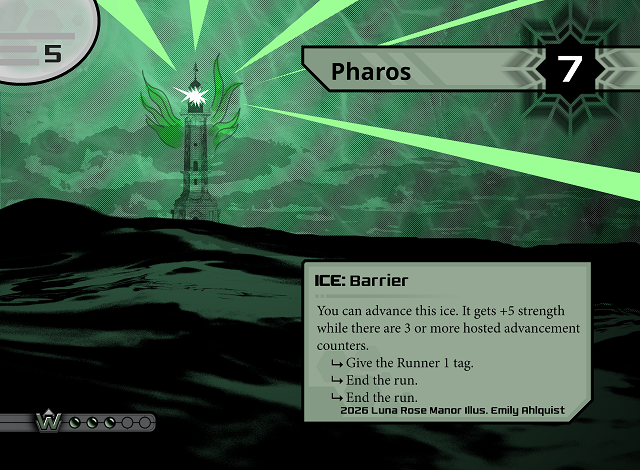 5
Pharos
7
ICE: Barrier
You can advance this ice. It gets +5 strength
while there are 3 or more hosted advancement
counters.
↳ Give the Runner 1 tag.
↳ End the run.
↳ End the run.
2026 Luna Rose Manor Illus. Emily Ahlquist
W